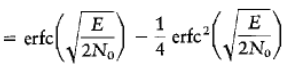 = erfc(√(E/2N₀)) − 1/4 erfc²(√(E/2N₀))